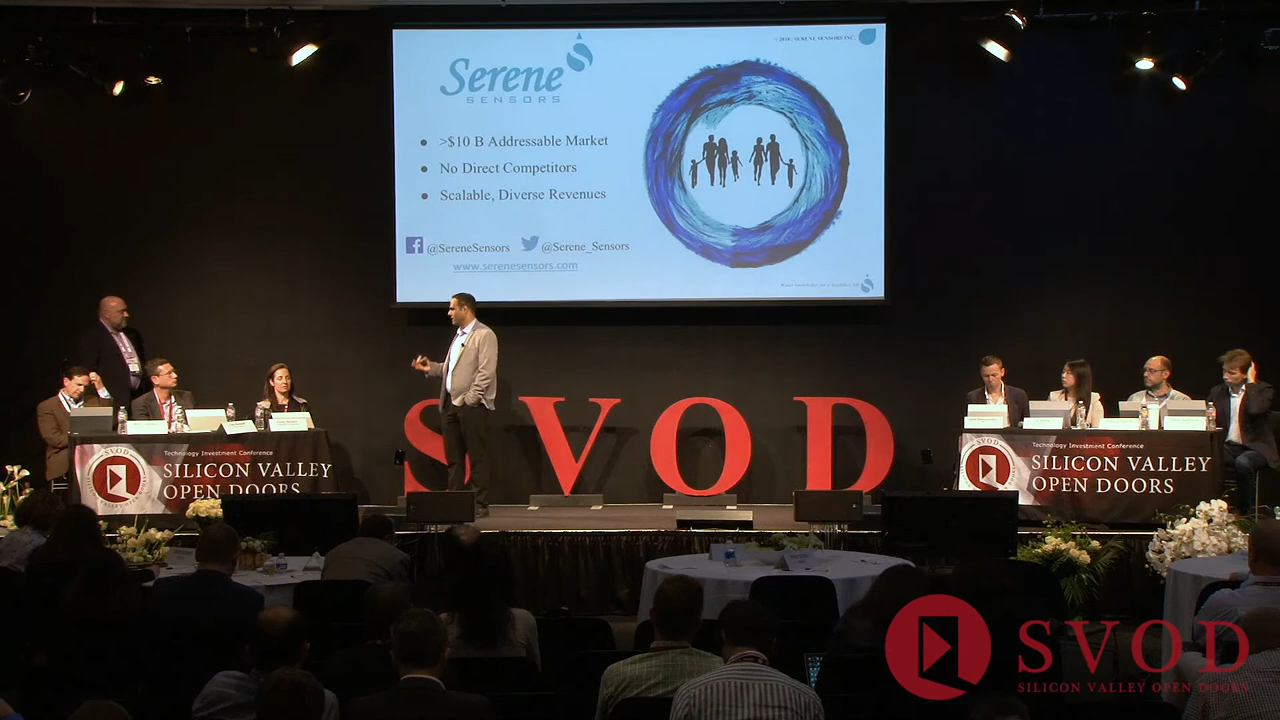 © 2018 | SERENE SENSORS INC.
Serene
SENSORS
● >$10 B Addressable Market
● No Direct Competitors
● Scalable, Diverse Revenues
@SereneSensors @Serene_Sensors
www.serenesensors.com
SVOD
SVOD
Technology Investment Conference
SILICON VALLEY
OPEN DOORS
SVOD
Technology Investment Conference
SILICON VALLEY
OPEN DOORS
SVOD
SILICON VALLEY OPEN DOORS